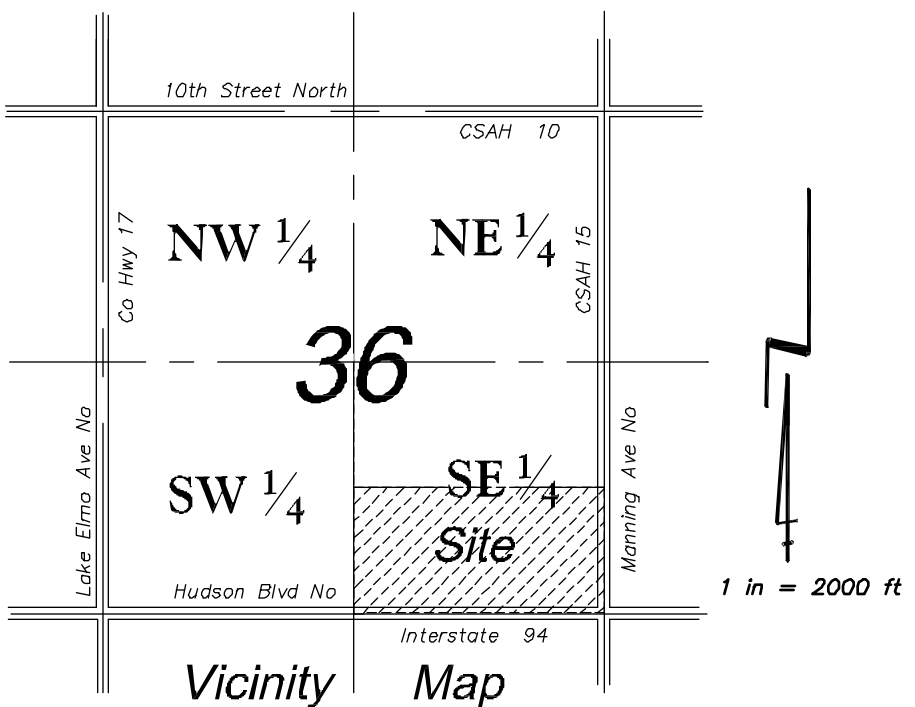 10th Street North
CSAH 10
NW 1/4
NE 1/4
Co Hwy 17
CSAH 15
36
Lake Elmo Ave No
SW 1/4
SE 1/4
Site
Manning Ave No
Hudson Blvd No
1 in = 2000 ft
Interstate 94
Vicinity Map